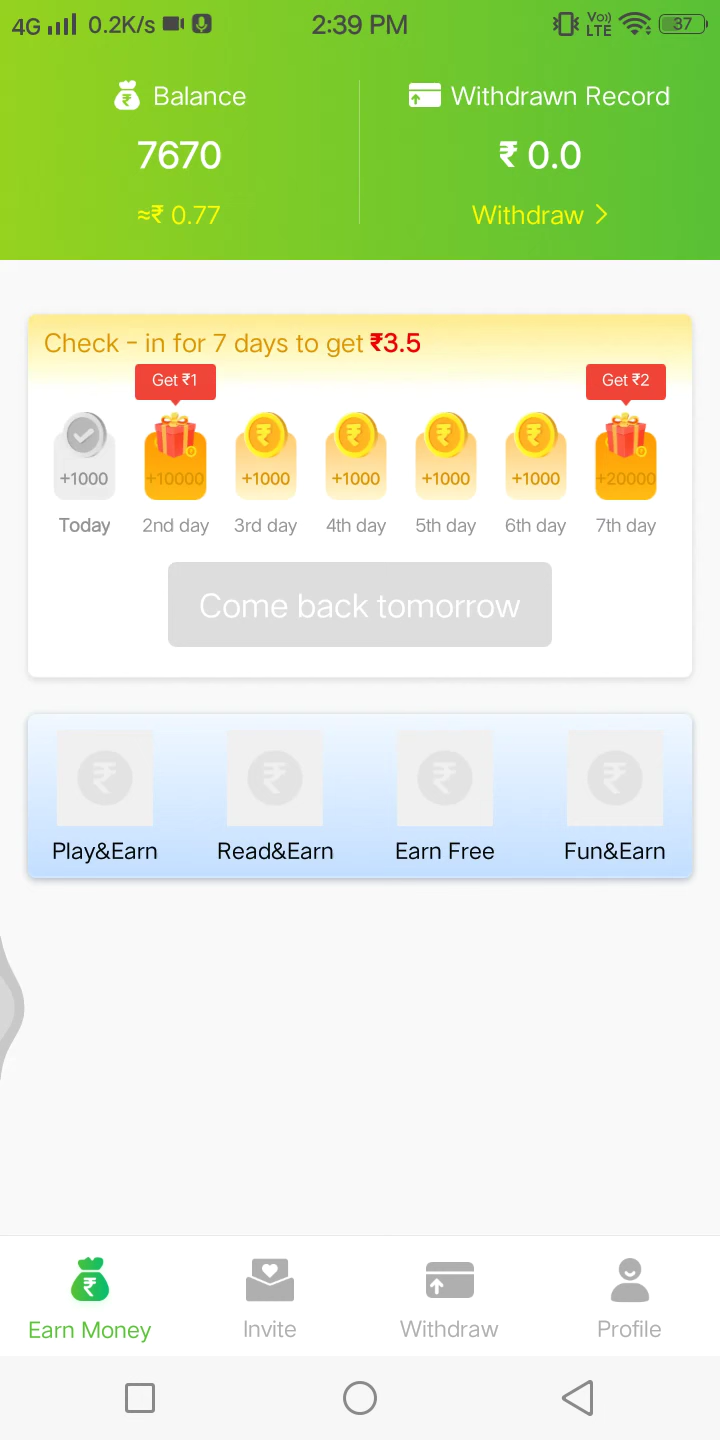 4G 0.2K/s 2:39 PM Vo)) LTE 37
Balance Withdrawn Record
7670 ₹ 0.0
≈₹ 0.77 Withdraw
Check - in for 7 days to get ₹3.5
Get ₹1 Get ₹2
+1000 +10000 +1000 +1000 +1000 +1000 +20000
Today 2nd day 3rd day 4th day 5th day 6th day 7th day
Come back tomorrow
Play&Earn Read&Earn Earn Free Fun&Earn
Earn Money Invite Withdraw Profile